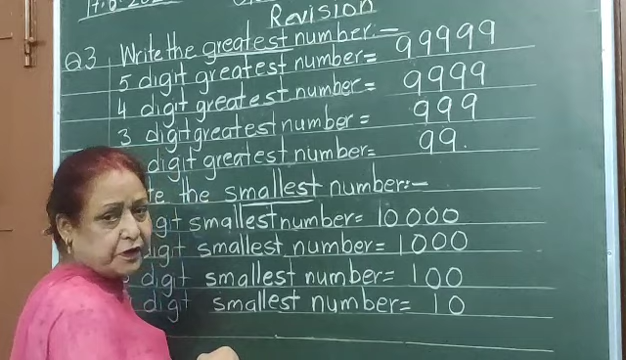 Revision
Q3 Write the greatest number:-
5 digit greatest number= 99999
4 digit greatest number= 9999
3 digit greatest number= 999
digit greatest number= 99.
the smallest number:-
smallest number= 10000
digit smallest number= 1000
digit smallest number= 100
digit smallest number= 10